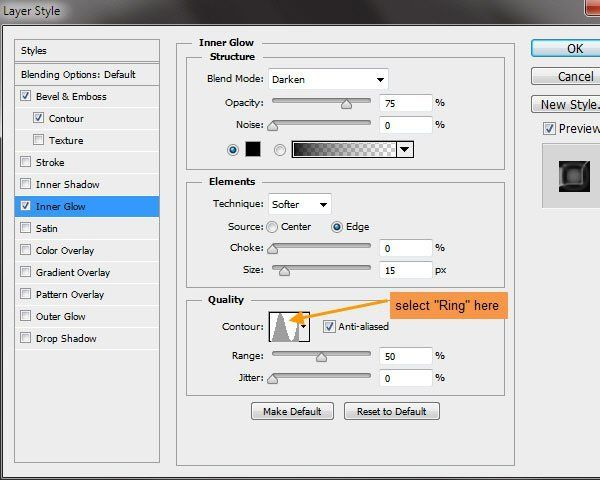 Layer Style
Styles
Blending Options: Default
Bevel & Emboss
Contour
Texture
Stroke
Inner Shadow
Inner Glow
Satin
Color Overlay
Gradient Overlay
Pattern Overlay
Outer Glow
Drop Shadow
Inner Glow
Structure
Blend Mode: Darken
Opacity: 75 %
Noise: 0 %
Elements
Technique: Softer
Source: Center Edge
Choke: 0 %
Size: 15 px
Quality
select "Ring" here
Contour: Anti-aliased
Range: 50 %
Jitter: 0 %
Make Default Reset to Default
OK
Cancel
New Style...
Preview